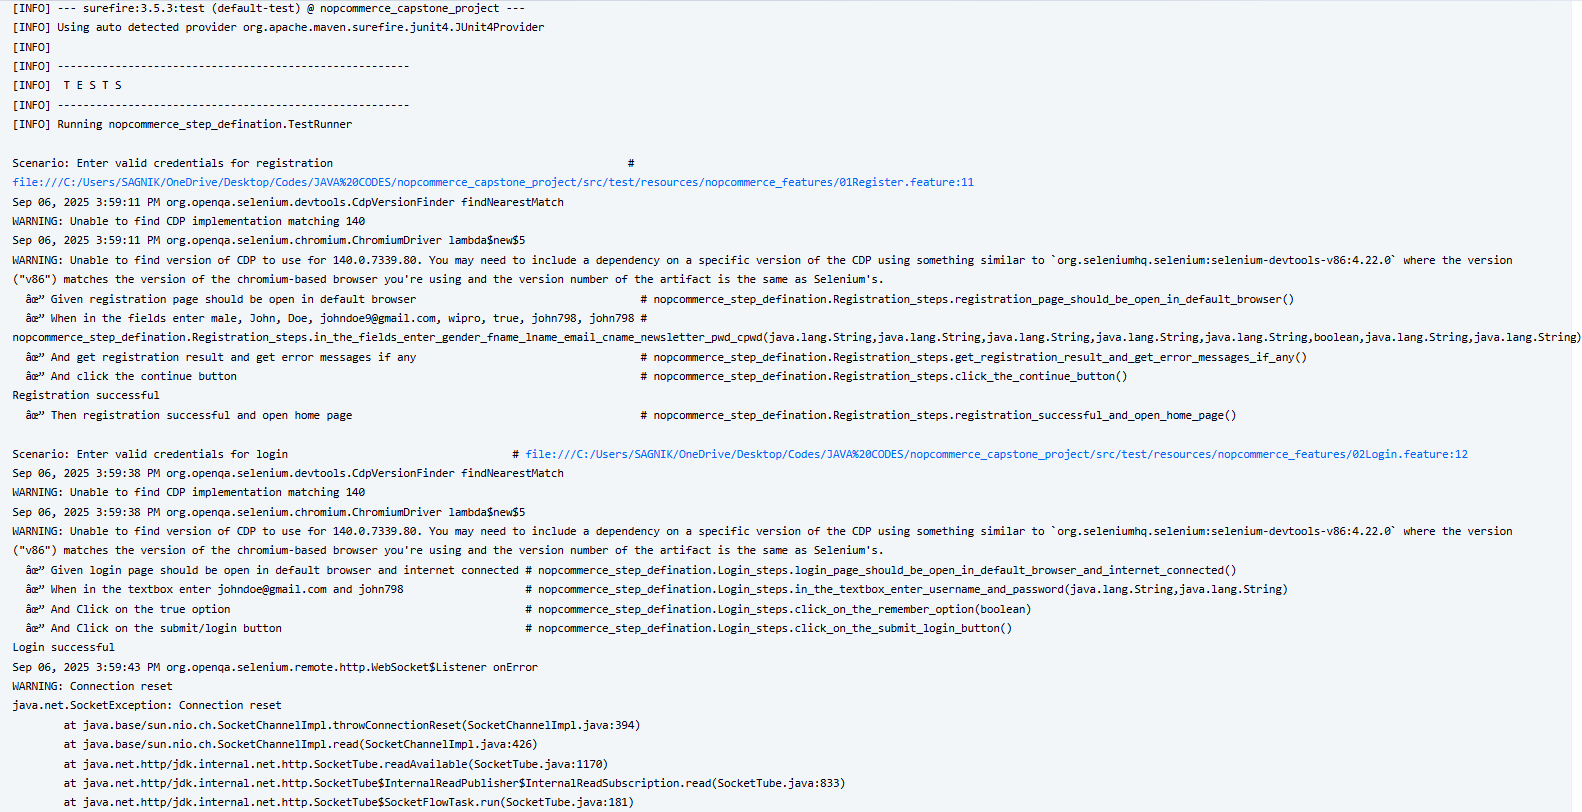 [INFO] --- surefire:3.5.3:test (default-test) @ nopcommerce_capstone_project ---
[INFO] Using auto detected provider org.apache.maven.surefire.junit4.JUnit4Provider
[INFO]
[INFO] -------------------------------------------------------
[INFO]  T E S T S
[INFO] -------------------------------------------------------
[INFO] Running nopcommerce_step_defination.TestRunner
Scenario: Enter valid credentials for registration #
file:///C:/Users/SAGNIK/OneDrive/Desktop/Codes/JAVA%20CODES/nopcommerce_capstone_project/src/test/resources/nopcommerce_features/01Register.feature:11
Sep 06, 2025 3:59:11 PM org.openqa.selenium.devtools.CdpVersionFinder findNearestMatch
WARNING: Unable to find CDP implementation matching 140
Sep 06, 2025 3:59:11 PM org.openqa.selenium.chromium.ChromiumDriver lambda$new$5
WARNING: Unable to find version of CDP to use for 140.0.7339.80. You may need to include a dependency on a specific version of the CDP using something similar to `org.seleniumhq.selenium:selenium-devtools-v86:4.22.0` where the version
("v86") matches the version of the chromium-based browser you're using and the version number of the artifact is the same as Selenium's.
âœ” Given registration page should be open in default browser # nopcommerce_step_defination.Registration_steps.registration_page_should_be_open_in_default_browser()
âœ” When in the fields enter male, John, Doe, johndoe9@gmail.com, wipro, true, john798, john798 #
nopcommerce_step_defination.Registration_steps.in_the_fields_enter_gender_fname_lname_email_cname_newsletter_pwd_cpwd(java.lang.String,java.lang.String,java.lang.String,java.lang.String,java.lang.String,boolean,java.lang.String,java.lang.String)
âœ” And get registration result and get error messages if any # nopcommerce_step_defination.Registration_steps.get_registration_result_and_get_error_messages_if_any()
âœ” And click the continue button # nopcommerce_step_defination.Registration_steps.click_the_continue_button()
Registration successful
âœ” Then registration successful and open home page # nopcommerce_step_defination.Registration_steps.registration_successful_and_open_home_page()
Scenario: Enter valid credentials for login # file:///C:/Users/SAGNIK/OneDrive/Desktop/Codes/JAVA%20CODES/nopcommerce_capstone_project/src/test/resources/nopcommerce_features/02Login.feature:12
Sep 06, 2025 3:59:38 PM org.openqa.selenium.devtools.CdpVersionFinder findNearestMatch
WARNING: Unable to find CDP implementation matching 140
Sep 06, 2025 3:59:38 PM org.openqa.selenium.chromium.ChromiumDriver lambda$new$5
WARNING: Unable to find version of CDP to use for 140.0.7339.80. You may need to include a dependency on a specific version of the CDP using something similar to `org.seleniumhq.selenium:selenium-devtools-v86:4.22.0` where the version
("v86") matches the version of the chromium-based browser you're using and the version number of the artifact is the same as Selenium's.
âœ” Given login page should be open in default browser and internet connected # nopcommerce_step_defination.Login_steps.login_page_should_be_open_in_default_browser_and_internet_connected()
âœ” When in the textbox enter johndoe@gmail.com and john798 # nopcommerce_step_defination.Login_steps.in_the_textbox_enter_username_and_password(java.lang.String,java.lang.String)
âœ” And Click on the true option # nopcommerce_step_defination.Login_steps.click_on_the_remember_option(boolean)
âœ” And Click on the submit/login button # nopcommerce_step_defination.Login_steps.click_on_the_submit_login_button()
Login successful
Sep 06, 2025 3:59:43 PM org.openqa.selenium.remote.http.WebSocket$Listener onError
WARNING: Connection reset
java.net.SocketException: Connection reset
at java.base/sun.nio.ch.SocketChannelImpl.throwConnectionReset(SocketChannelImpl.java:394)
at java.base/sun.nio.ch.SocketChannelImpl.read(SocketChannelImpl.java:426)
at java.net.http/jdk.internal.net.http.SocketTube.readAvailable(SocketTube.java:1170)
at java.net.http/jdk.internal.net.http.SocketTube$InternalReadPublisher$InternalReadSubscription.read(SocketTube.java:833)
at java.net.http/jdk.internal.net.http.SocketTube$SocketFlowTask.run(SocketTube.java:181)